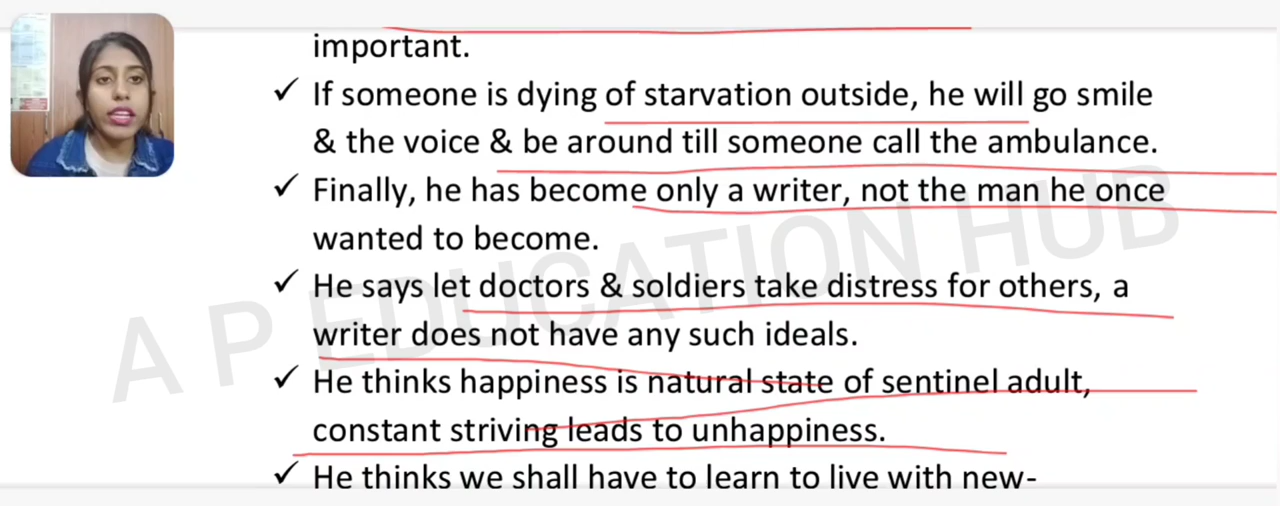 important.
✓ If someone is dying of starvation outside, he will go smile
& the voice & be around till someone call the ambulance.
✓ Finally, he has become only a writer, not the man he once
wanted to become.
✓ He says let doctors & soldiers take distress for others, a
writer does not have any such ideals.
✓ He thinks happiness is natural state of sentinel adult,
constant striving leads to unhappiness.
✓ He thinks we shall have to learn to live with new-
A P EDUCATION HUB